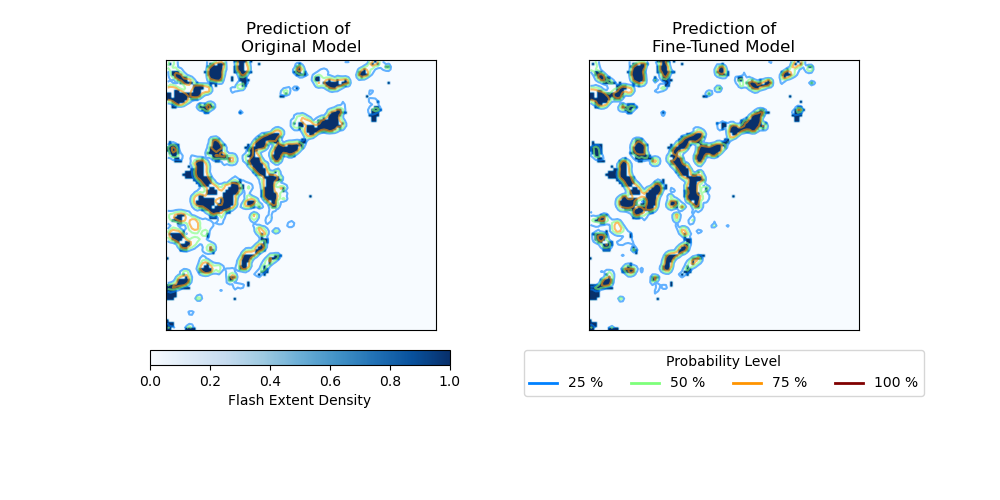 Prediction of
Original Model
Prediction of
Fine-Tuned Model
0.0 0.2 0.4 0.6 0.8 1.0
Flash Extent Density
Probability Level
25 % 50 % 75 % 100 %